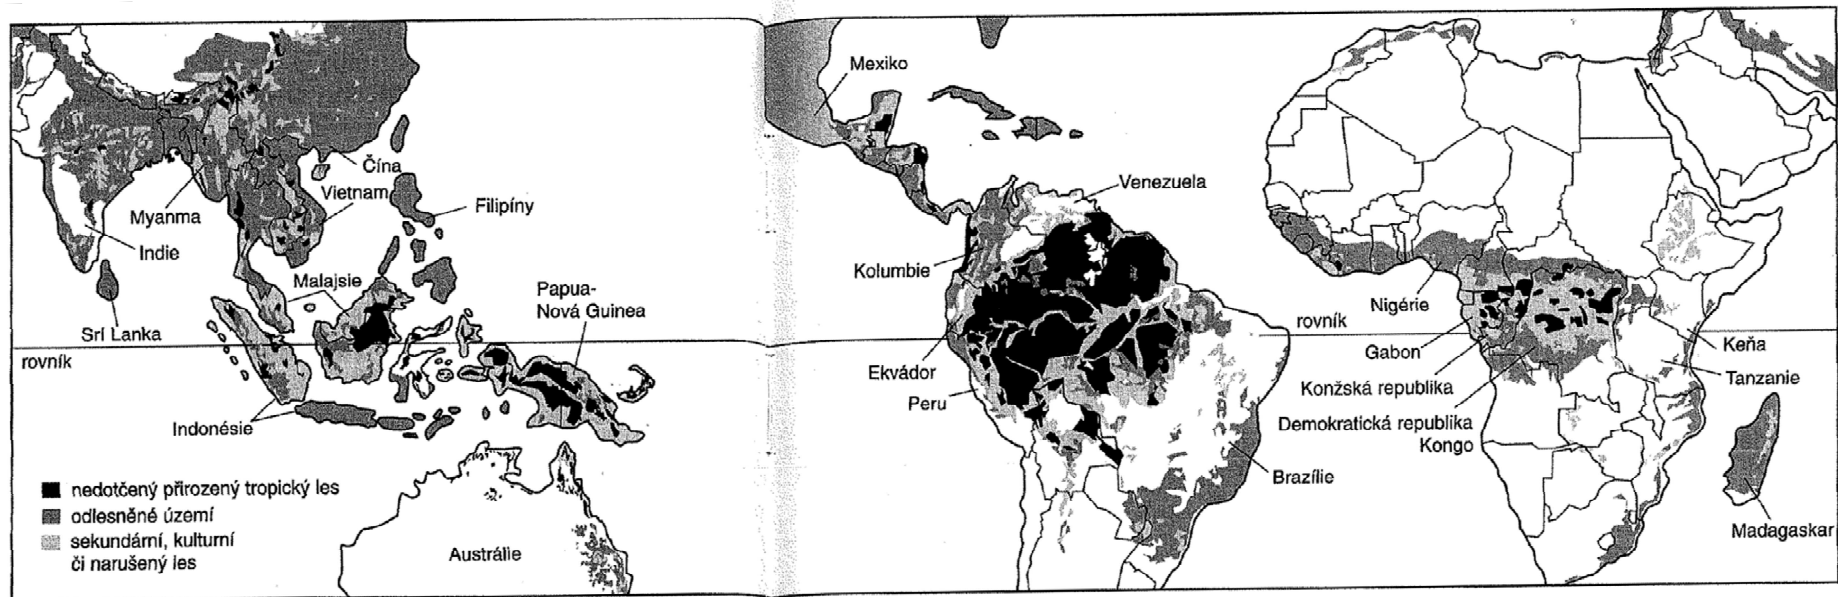 Čína
Vietnam
Filipíny
Myanma
Indie
Malajsie
Srí Lanka
Papua-
Nová Guinea
rovník
Indonésie
nedotčený přirozený tropický les
odlesněné území
sekundární, kulturní
či narušený les
Austrálie
Mexiko
Venezuela
Kolumbie
Ekvádor
Peru
Brazílie
rovník
Nigérie
Gabon
Konžská republika
Demokratická republika
Kongo
Keňa
Tanzanie
Madagaskar